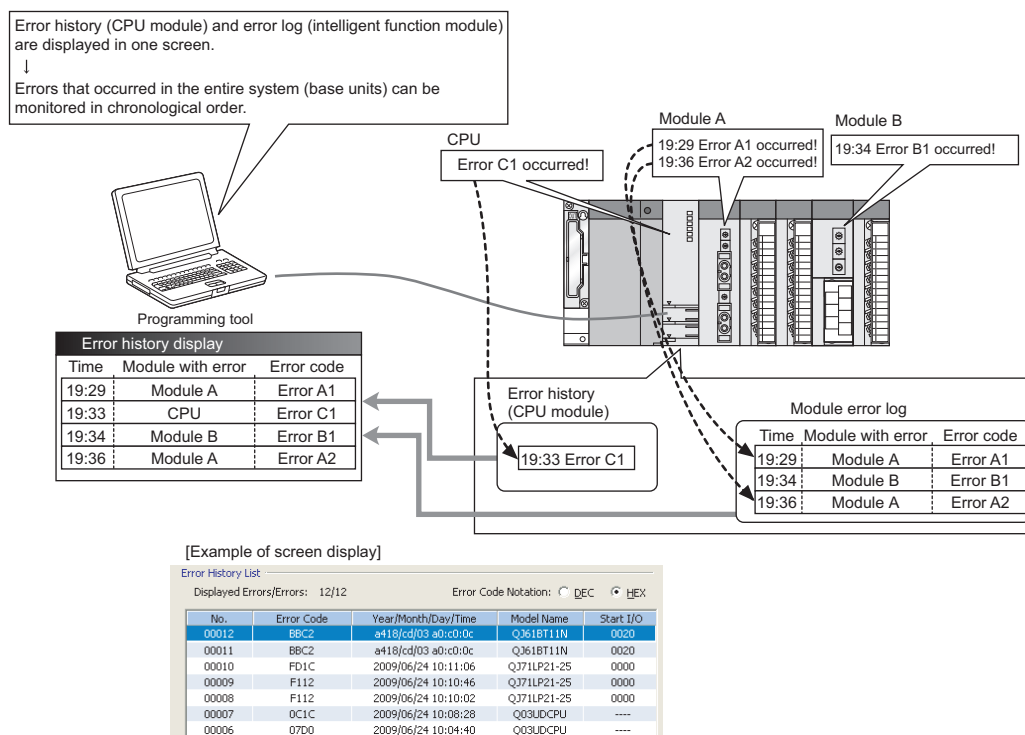 Error history (CPU module) and error log (intelligent function module)
are displayed in one screen.
↓
Errors that occurred in the entire system (base units) can be
monitored in chronological order.
CPU
Error C1 occurred!
Module A
19:29 Error A1 occurred!
19:36 Error A2 occurred!
Module B
19:34 Error B1 occurred!
Programming tool
Error history display
Time Module with error Error code
19:29 Module A Error A1
19:33 CPU Error C1
19:34 Module B Error B1
19:36 Module A Error A2
Error history
(CPU module)
19:33 Error C1
Module error log
Time Module with error Error code
19:29 Module A Error A1
19:34 Module B Error B1
19:36 Module A Error A2
[Example of screen display]
Error History List
Displayed Errors/Errors: 12/12 Error Code Notation: DEC HEX
No. Error Code Year/Month/Day/Time Model Name Start I/O
00012 BBC2 a418/cd/03 a0:c0:0c QJ61BT11N 0020
00011 BBC2 a418/cd/03 a0:c0:0c QJ61BT11N 0020
00010 FD1C 2009/06/24 10:11:06 QJ71LP21-25 0000
00009 F112 2009/06/24 10:10:46 QJ71LP21-25 0000
00008 F112 2009/06/24 10:10:02 QJ71LP21-25 0000
00007 0C1C 2009/06/24 10:08:28 Q03UDCPU ----
00006 07D0 2009/06/24 10:04:40 Q03UDCPU ----